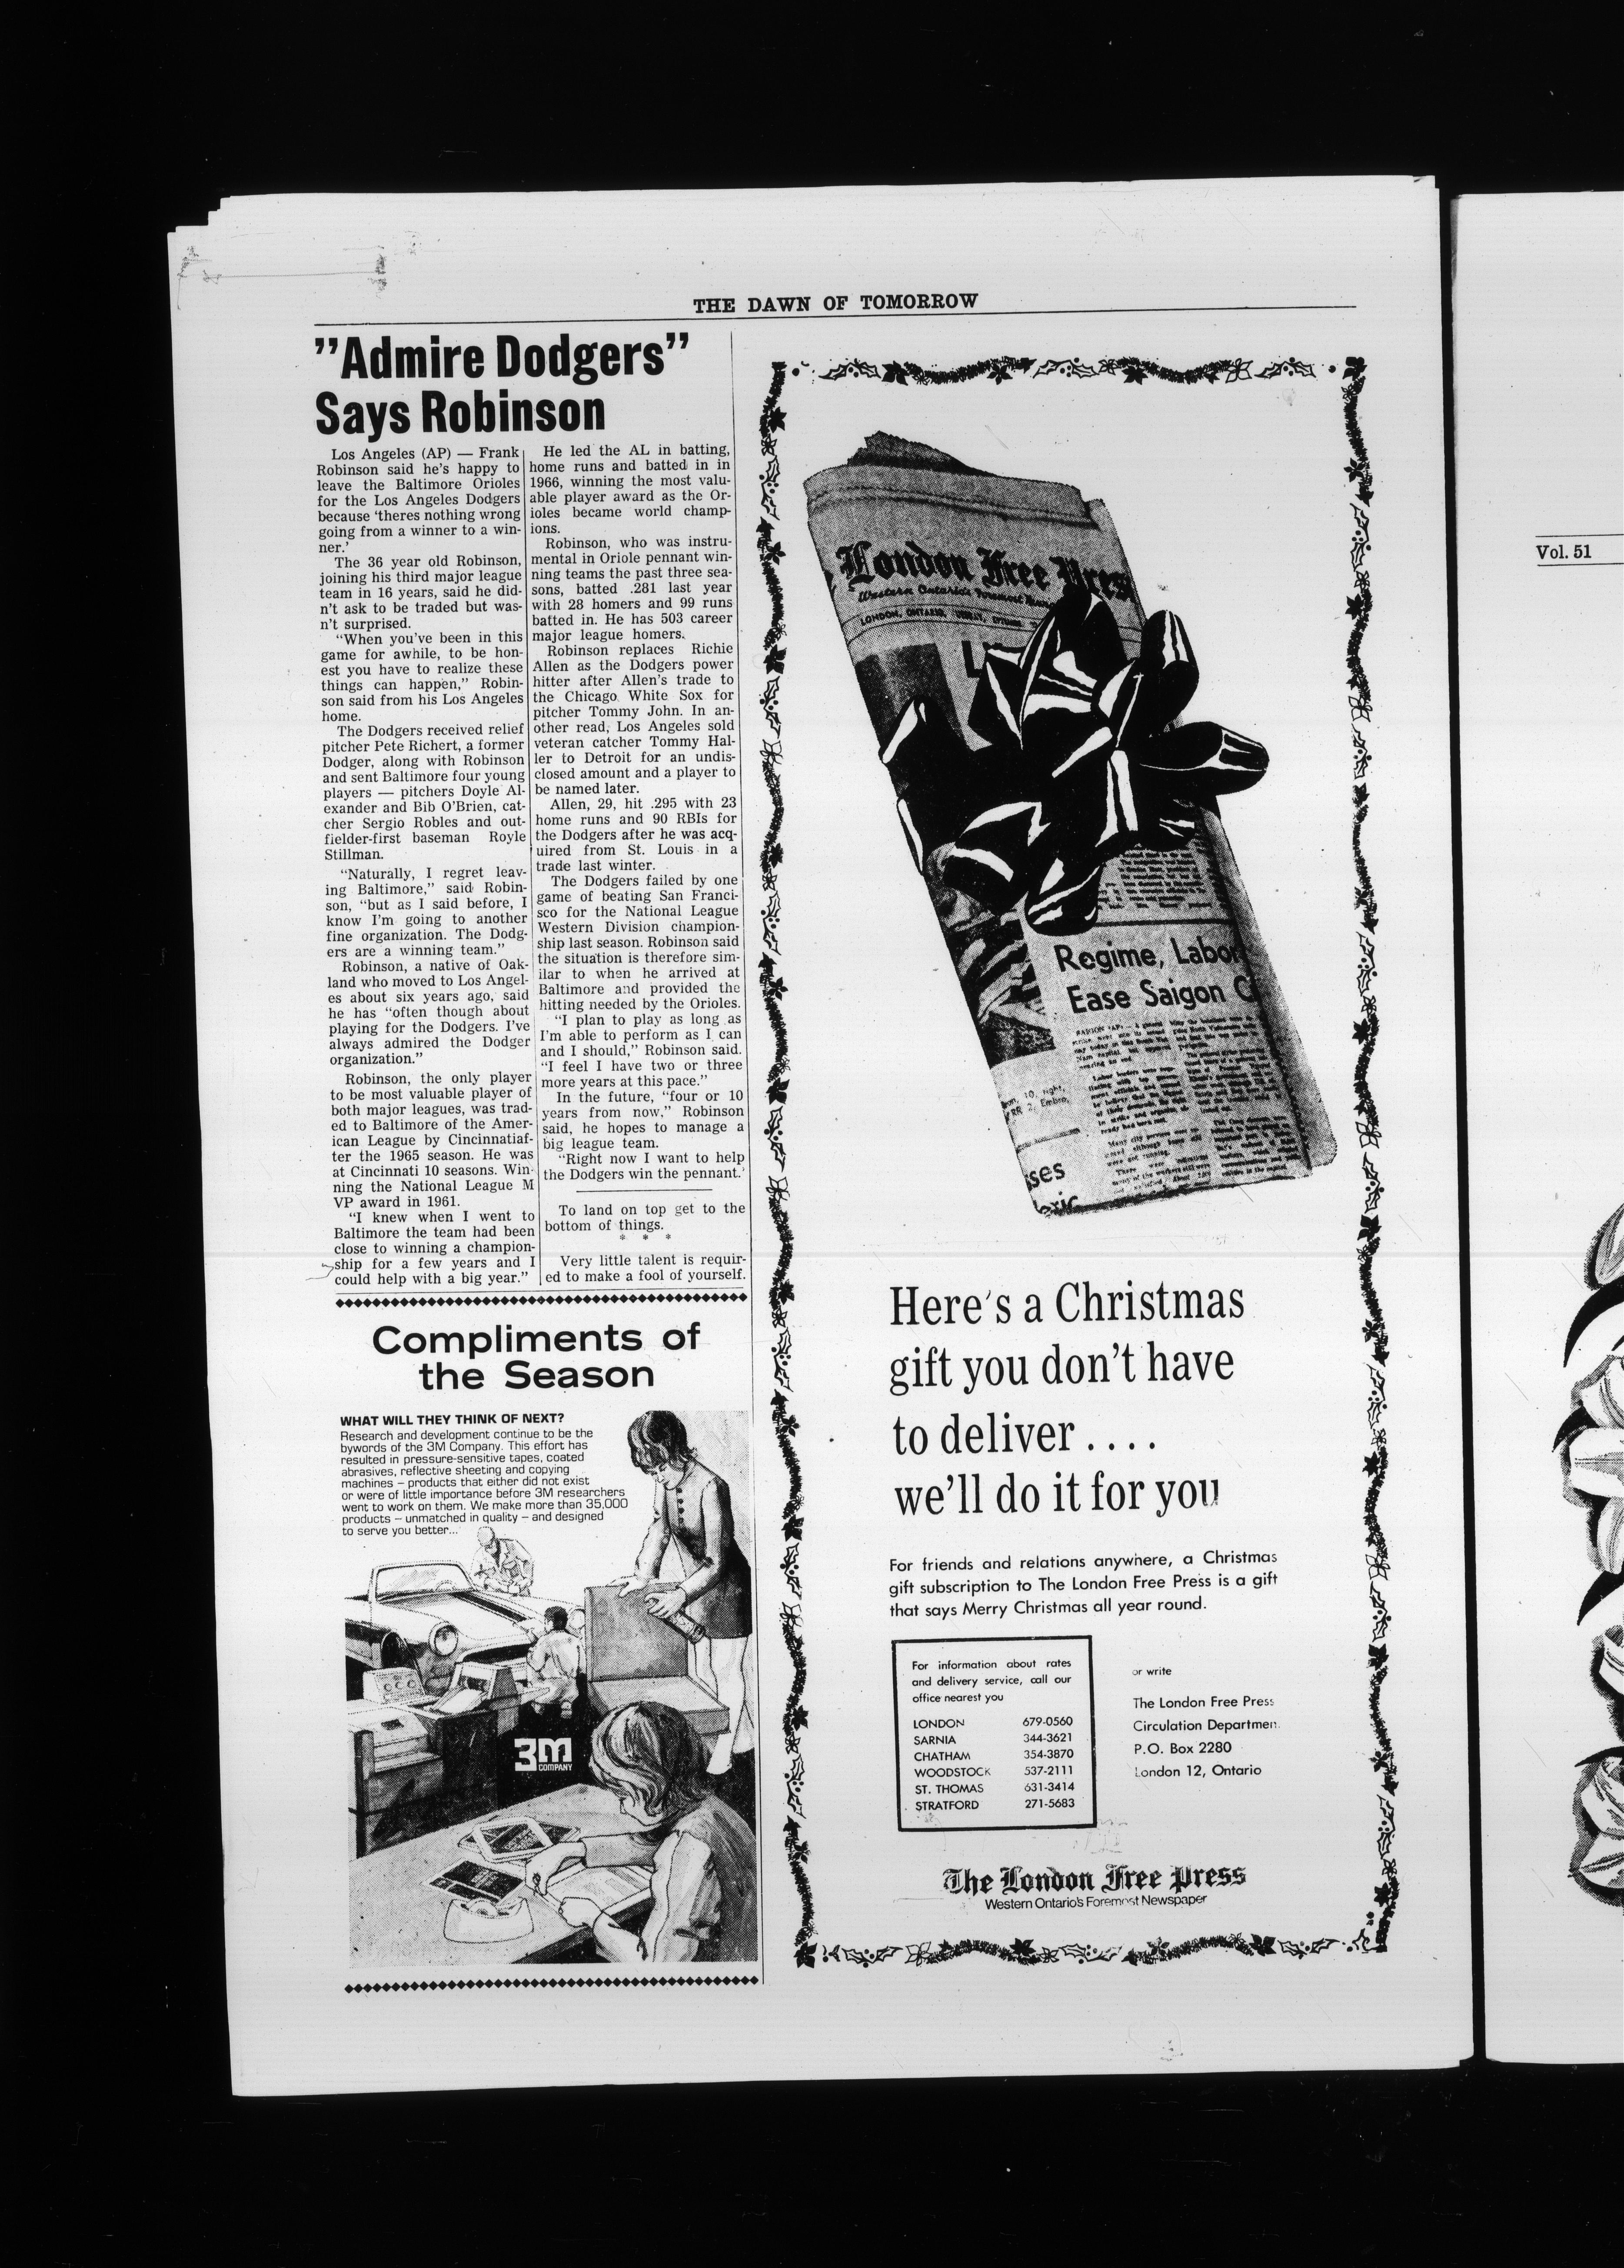 THE DAWN OF TOMORROW
"Admire Dodgers"
Says Robinson
Los Angeles (AP) — Frank
Robinson said he's happy to
leave the Baltimore Orioles
for the Los Angeles Dodgers
because 'theres nothing wrong
going from a winner to a win-
ner.'
The 36 year old Robinson,
joining his third major league
team in 16 years, said he did-
n't ask to be traded but was-
n't surprised.
"When you've been in this
game for awhile, to be hon-
est you have to realize these
things can happen," Robin-
son said from his Los Angeles
home.
The Dodgers received relief
pitcher Pete Richert, a former
Dodger, along with Robinson
and sent Baltimore four young
players — pitchers Doyle Al-
exander and Bib O'Brien, cat-
cher Sergio Robles and out-
fielder-first baseman Royle
Stillman.
"Naturally, I regret leav-
ing Baltimore," said Robin-
son, "but as I said before, I
know I'm going to another
fine organization. The Dodg-
ers are a winning team."
Robinson, a native of Oak-
land who moved to Los Angel-
es about six years ago, said
he has "often though about
playing for the Dodgers. I've
always admired the Dodger
organization."
Robinson, the only player
to be most valuable player of
both major leagues, was trad-
ed to Baltimore of the Amer-
ican League by Cincinnatiaf-
ter the 1965 season. He was
at Cincinnati 10 seasons. Win-
ning the National League M
VP award in 1961.
"I knew when I went to
Baltimore the team had been
close to winning a champion-
ship for a few years and I
could help with a big year."
He led the AL in batting,
home runs and batted in in
1966, winning the most valu-
able player award as the Or-
ioles became world champ-
ions.
Robinson, who was instru-
mental in Oriole pennant win-
ning teams the past three sea-
sons, batted .281 last year
with 28 homers and 99 runs
batted in. He has 503 career
major league homers.
Robinson replaces Richie
Allen as the Dodgers power
hitter after Allen's trade to
the Chicago White Sox for
pitcher Tommy John. In an-
other read, Los Angeles sold
veteran catcher Tommy Hal-
ler to Detroit for an undis-
closed amount and a player to
be named later.
Allen, 29, hit .295 with 23
home runs and 90 RBIs for
the Dodgers after he was acq-
uired from St. Louis in a
trade last winter.
The Dodgers failed by one
game of beating San Franci-
sco for the National League
Western Division champion-
ship last season. Robinson said
the situation is therefore sim-
ilar to when he arrived at
Baltimore and provided the
hitting needed by the Orioles.
"I plan to play as long as
I'm able to perform as I can
and I should," Robinson said.
"I feel I have two or three
more years at this pace."
In the future, "four or 10
years from now," Robinson
said, he hopes to manage a
big league team.
"Right now I want to help
the Dodgers win the pennant.'
To land on top get to the
bottom of things.
* * *
Very little talent is requir-
ed to make a fool of yourself.
Compliments of
the Season
WHAT WILL THEY THINK OF NEXT?
Research and development continue to be the
bywords of the 3M Company. This effort has
resulted in pressure-sensitive tapes, coated
abrasives, reflective sheeting and copying
machines – products that either did not exist
or were of little importance before 3M researchers
went to work on them. We make more than 35,000
products – unmatched in quality – and designed
to serve you better...
3M
COMPANY
London Free Press
Western Ontario's Foremost
LONDON, ONTARIO,
Regime, Labor
Ease Saigon C
Here's a Christmas
gift you don't have
to deliver . . . .
we'll do it for you
For friends and relations anywhere, a Christmas
gift subscription to The London Free Press is a gift
that says Merry Christmas all year round.
For information about rates
and delivery service, call our
office nearest you
LONDON 679-0560
SARNIA 344-3621
CHATHAM 354-3870
WOODSTOCK 537-2111
ST. THOMAS 631-3414
STRATFORD 271-5683
or write
The London Free Press
Circulation Departmen
P.O. Box 2280
London 12, Ontario
The London Free Press
Western Ontario's Foremost Newspaper
Vol. 51